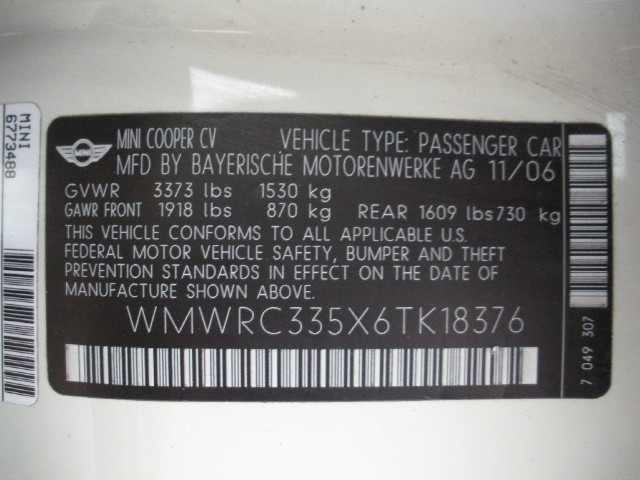 MINI
6773488
MINI
MINI COOPER CV VEHICLE TYPE: PASSENGER CAR
MFD BY BAYERISCHE MOTORENWERKE AG 11/06
GVWR 3373 lbs 1530 kg
GAWR FRONT 1918 lbs 870 kg REAR 1609 lbs 730 kg
THIS VEHICLE CONFORMS TO ALL APPLICABLE U.S.
FEDERAL MOTOR VEHICLE SAFETY, BUMPER AND THEFT
PREVENTION STANDARDS IN EFFECT ON THE DATE OF
MANUFACTURE SHOWN ABOVE.
WMWRC335X6TK18376
7 049 307